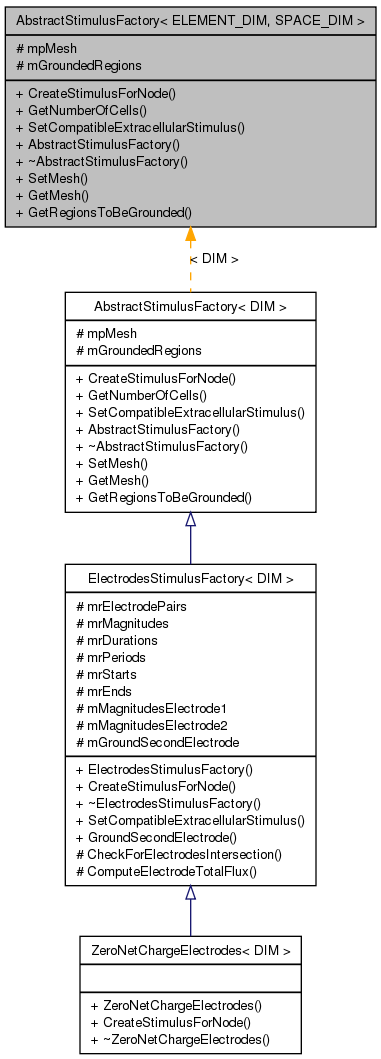 AbstractStimulusFactory< ELEMENT_DIM, SPACE_DIM >
# mpMesh
# mGroundedRegions
+ CreateStimulusForNode()
+ GetNumberOfCells()
+ SetCompatibleExtracellularStimulus()
+ AbstractStimulusFactory()
+ ~AbstractStimulusFactory()
+ SetMesh()
+ GetMesh()
+ GetRegionsToBeGrounded()
< DIM >
AbstractStimulusFactory< DIM >
# mpMesh
# mGroundedRegions
+ CreateStimulusForNode()
+ GetNumberOfCells()
+ SetCompatibleExtracellularStimulus()
+ AbstractStimulusFactory()
+ ~AbstractStimulusFactory()
+ SetMesh()
+ GetMesh()
+ GetRegionsToBeGrounded()
ElectrodesStimulusFactory< DIM >
# mrElectrodePairs
# mrMagnitudes
# mrDurations
# mrPeriods
# mrStarts
# mrEnds
# mMagnitudesElectrode1
# mMagnitudesElectrode2
# mGroundSecondElectrode
+ ElectrodesStimulusFactory()
+ CreateStimulusForNode()
+ ~ElectrodesStimulusFactory()
+ SetCompatibleExtracellularStimulus()
+ GroundSecondElectrode()
# CheckForElectrodesIntersection()
# ComputeElectrodeTotalFlux()
ZeroNetChargeElectrodes< DIM >
+ ZeroNetChargeElectrodes()
+ CreateStimulusForNode()
+ ~ZeroNetChargeElectrodes()